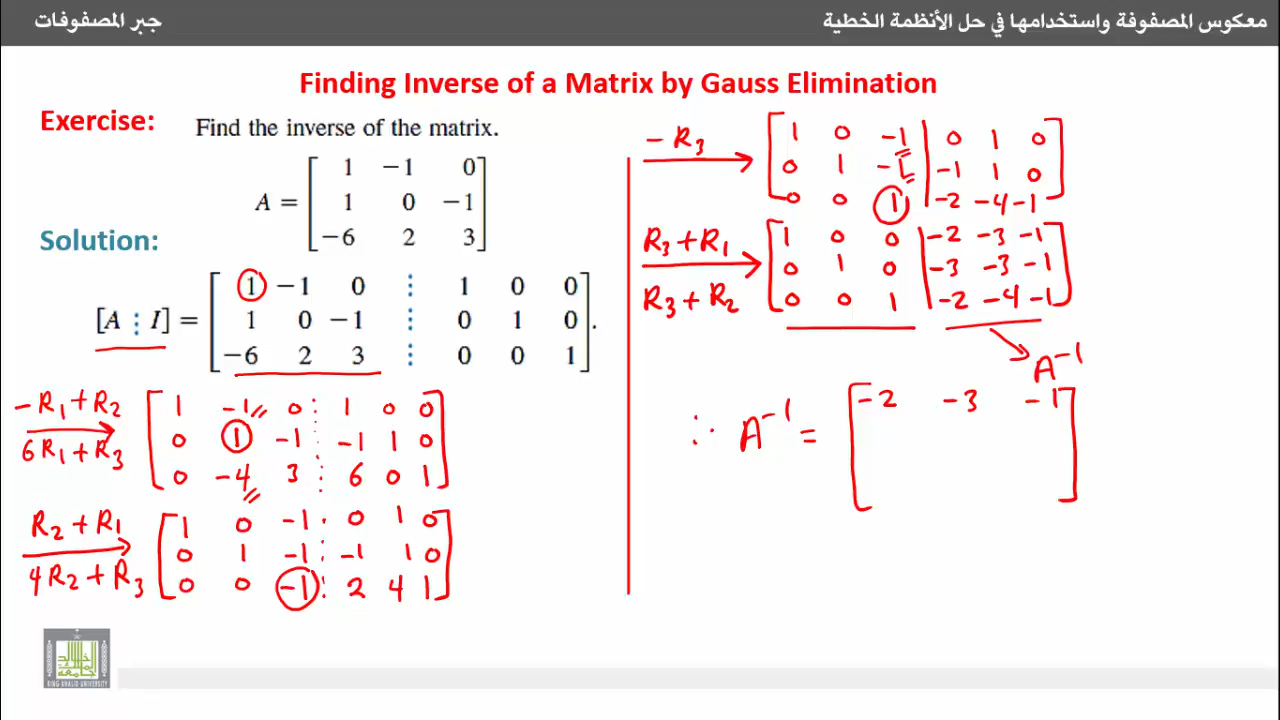 معكوس المصفوفة واستخدامها في حل الأنظمة الخطية
جبر المصفوفات
Finding Inverse of a Matrix by Gauss Elimination
Exercise: Find the inverse of the matrix.
A = [ 1 −1 0
1 0 −1
−6 2 3 ]
Solution:
[A ⋮ I] = [ 1 −1 0 ⋮ 1 0 0
1 0 −1 ⋮ 0 1 0
−6 2 3 ⋮ 0 0 1 ].
-R₁+R₂
6R₁+R₃
[ 1 -1 0 : 1 0 0
0 1 -1 : -1 1 0
0 -4 3 : 6 0 1 ]
R₂+R₁
4R₂+R₃
[ 1 0 -1 : 0 1 0
0 1 -1 : -1 1 0
0 0 -1 : 2 4 1 ]
-R₃
[ 1 0 -1 | 0 1 0
0 1 -1 | -1 1 0
0 0 1 | -2 -4 -1 ]
R₃+R₁
R₃+R₂
[ 1 0 0 | -2 -3 -1
0 1 0 | -3 -3 -1
0 0 1 | -2 -4 -1 ]
A⁻¹
∴ A⁻¹ = [ -2 -3 -1 ]
KING KHALID UNIVERSITY